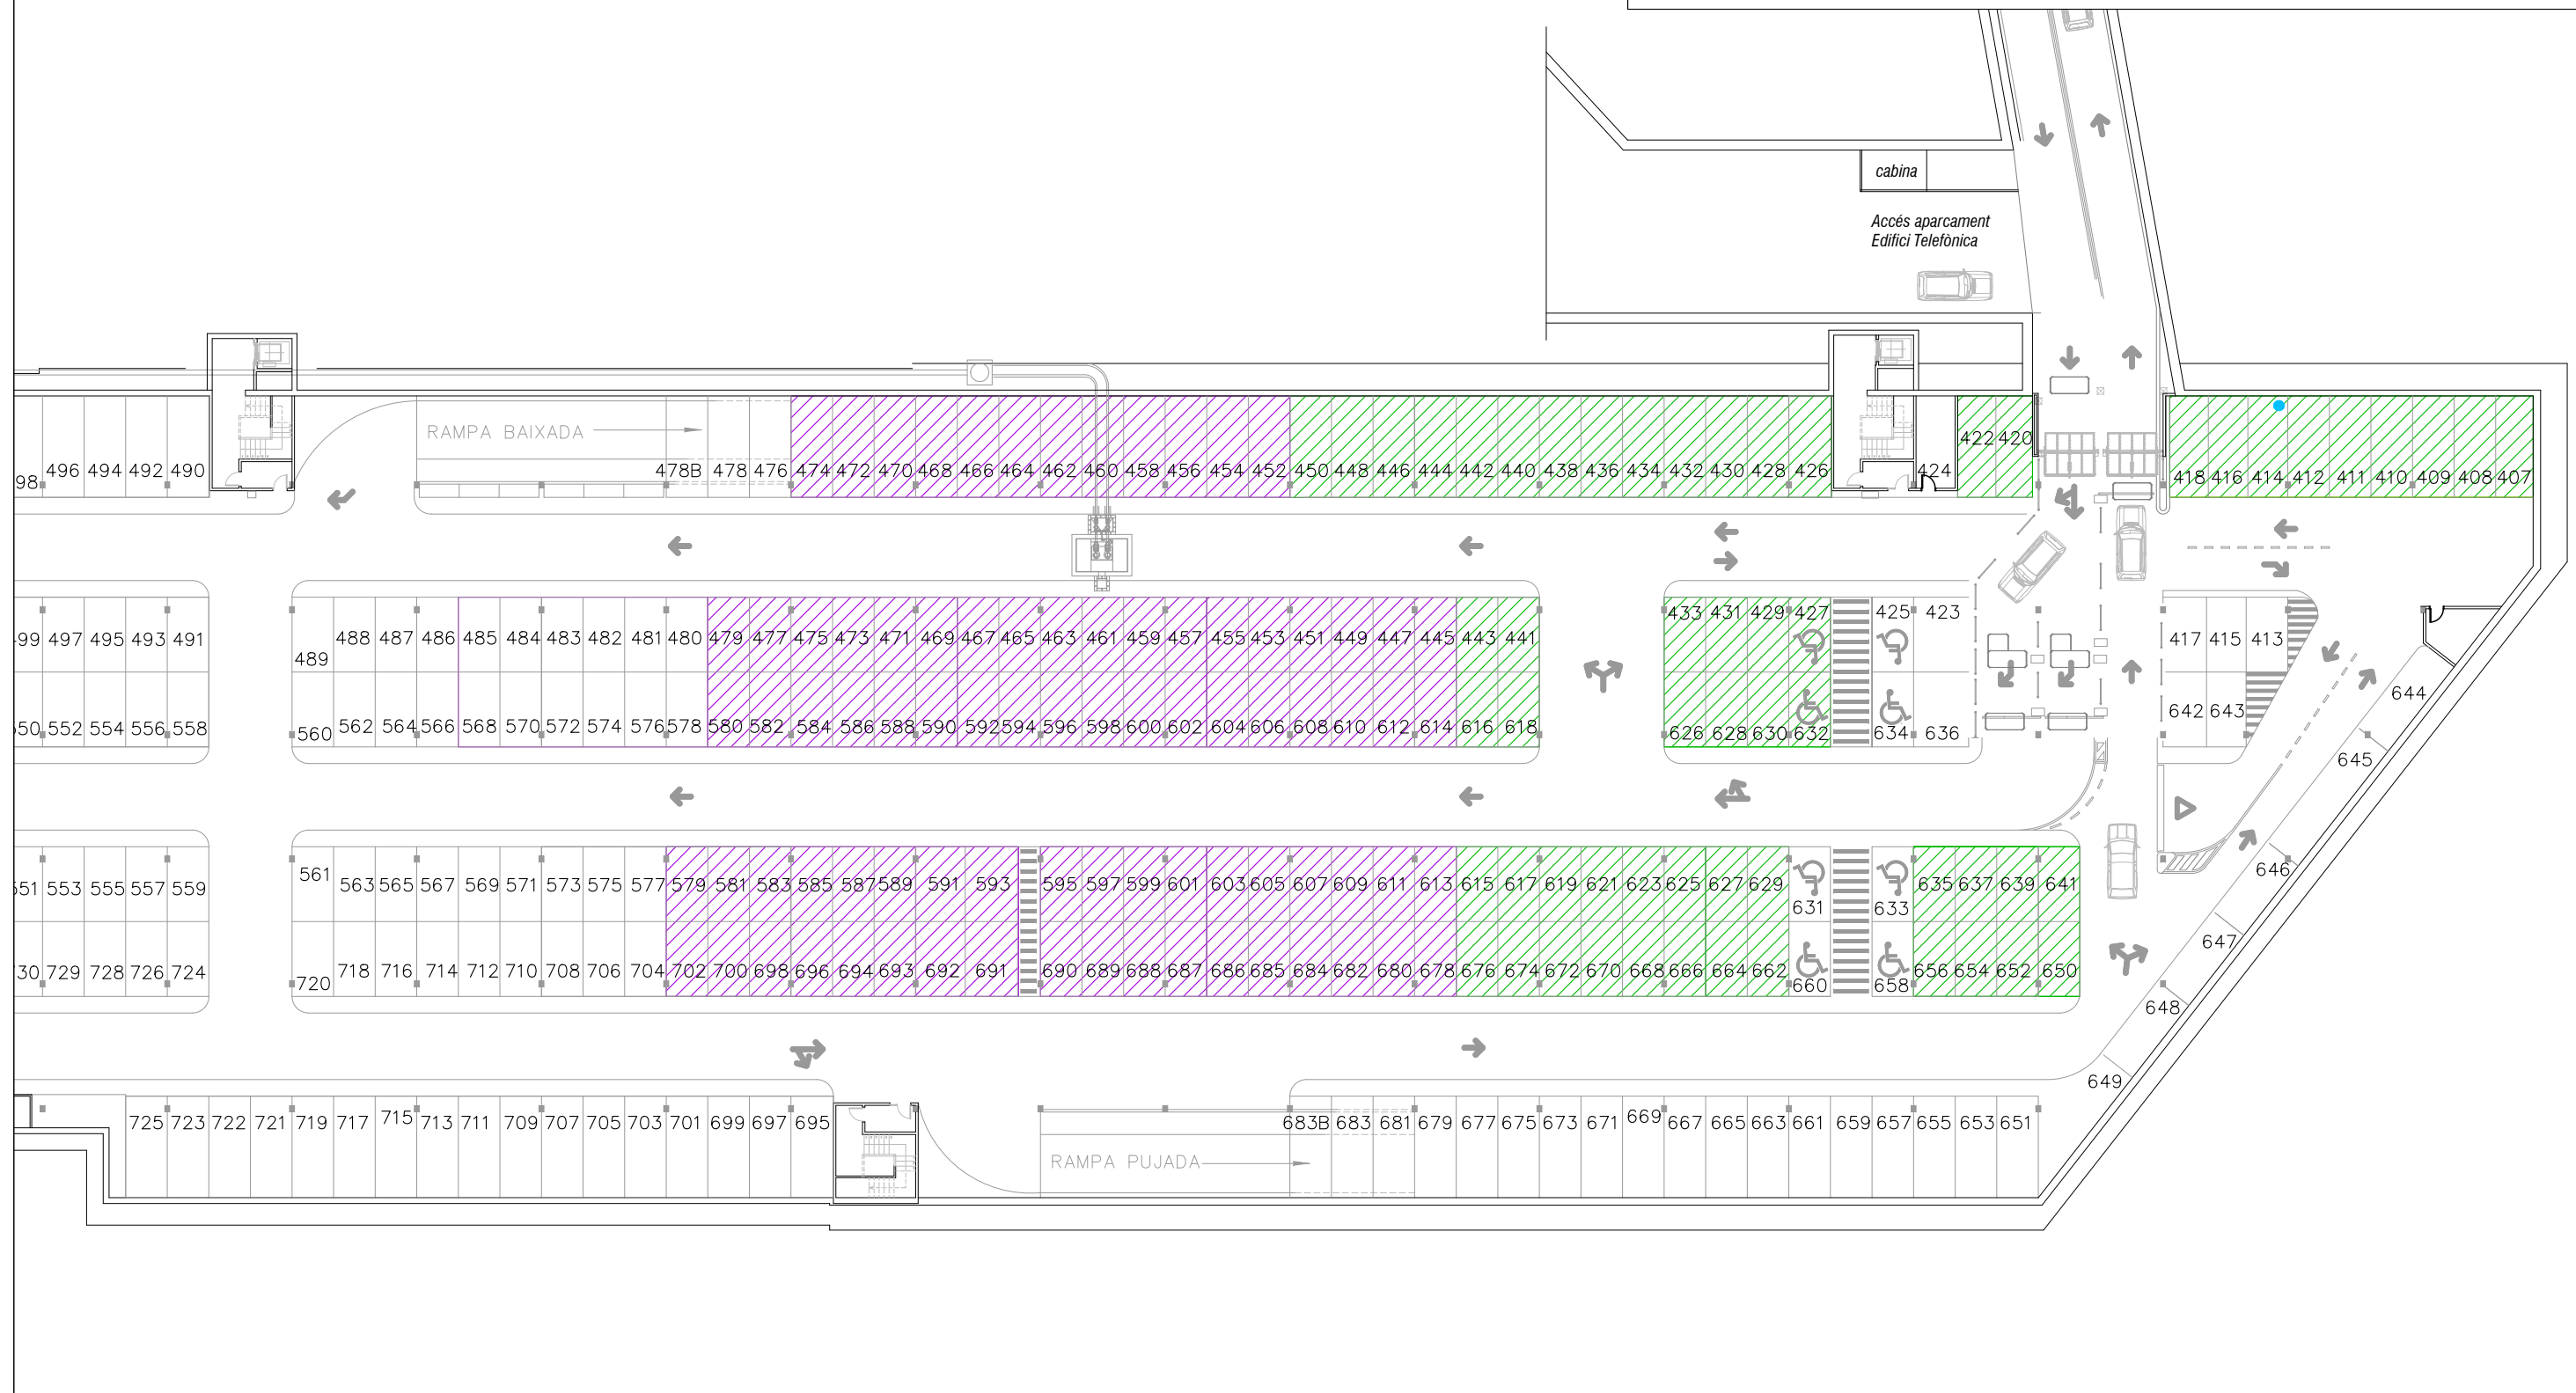 cabina
Accés aparcament
Edifici Telefònica
RAMPA BAIXADA
496 494 492 490 478B 478 476 474 472 470 468 466 464 462 460 458 456 454 452 450 448 446 444 442 440 438 436 434 432 430 428 426 424 422 420 418 416 414 412 411 410 409 408 407
497 495 493 491 489 488 487 486 485 484 483 482 481 480 479 477 475 473 471 469 467 465 463 461 459 457 455 453 451 449 447 445 443 441 433 431 429 427 425 423 417 415 413
552 554 556 558 560 562 564 566 568 570 572 574 576 578 580 582 584 586 588 590 592 594 596 598 600 602 604 606 608 610 612 614 616 618 626 628 630 632 634 636 642 643
644
645
646
647
648
649
553 555 557 559 561 563 565 567 569 571 573 575 577 579 581 583 585 587 589 591 593 595 597 599 601 603 605 607 609 611 613 615 617 619 621 623 625 627 629 631 633 635 637 639 641
729 728 726 724 720 718 716 714 712 710 708 706 704 702 700 698 696 694 693 692 691 690 689 688 687 686 685 684 682 680 678 676 674 672 670 668 666 664 662 660 658 656 654 652 650
725 723 722 721 719 717 715 713 711 709 707 705 703 701 699 697 695 683B 683 681 679 677 675 673 671 669 667 665 663 661 659 657 655 653 651
RAMPA PUJADA